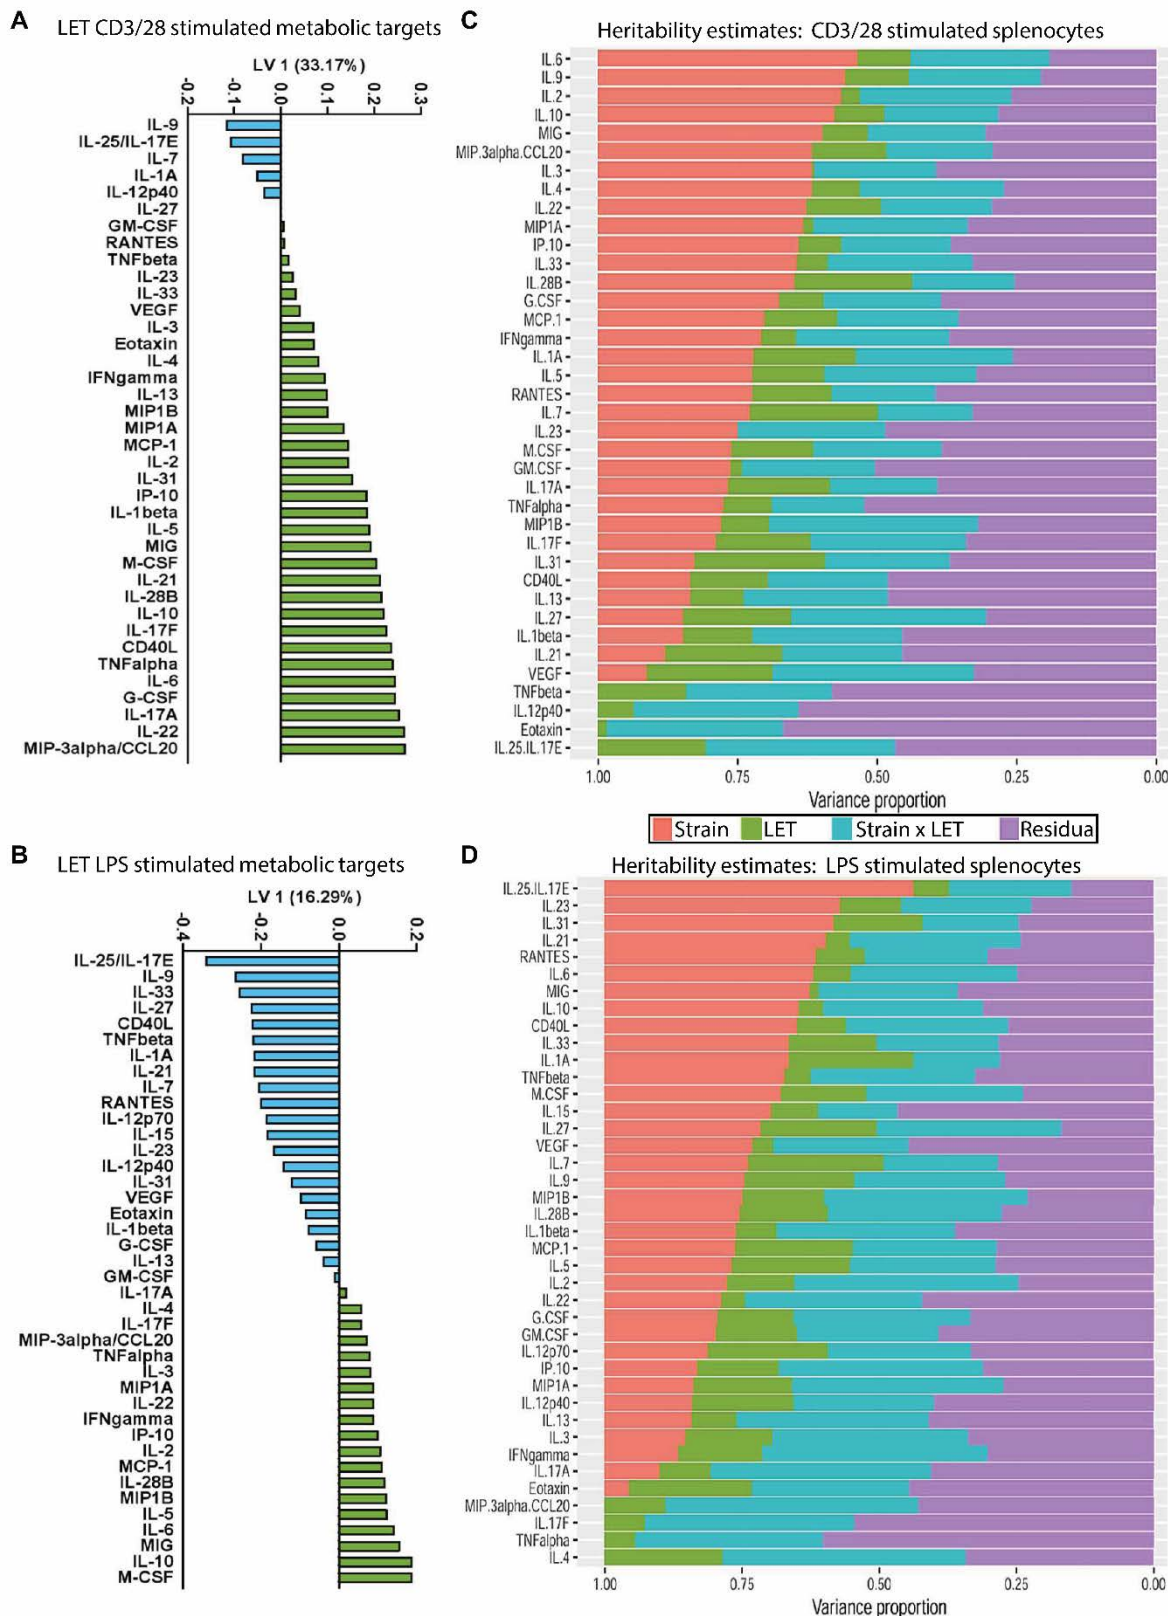 A
LET CD3/28 stimulated metabolic targets
LV 1 (33.17%)
-0.2
-0.1
0.0
0.1
0.2
0.3
IL-9
IL-25/IL-17E
IL-7
IL-1A
IL-12p40
IL-27
GM-CSF
RANTES
TNFbeta
IL-23
IL-33
VEGF
IL-3
Eotaxin
IL-4
IFNgamma
IL-13
MIP1B
MIP1A
MCP-1
IL-2
IL-31
IP-10
IL-1beta
IL-5
MIG
M-CSF
IL-21
IL-28B
IL-10
IL-17F
CD40L
TNFalpha
IL-6
G-CSF
IL-17A
IL-22
MIP-3alpha/CCL20
C
Heritability estimates: CD3/28 stimulated splenocytes
IL.6
IL.9
IL.2
IL.10
MIG
MIP.3alpha.CCL20
IL.3
IL.4
IL.22
MIP1A
IP.10
IL.33
IL.28B
G.CSF
MCP.1
IFNgamma
IL.1A
IL.5
RANTES
IL.7
IL.23
M.CSF
GM.CSF
IL.17A
TNFalpha
MIP1B
IL.17F
IL.31
CD40L
IL.13
IL.27
IL.1beta
IL.21
VEGF
TNFbeta
IL.12p40
Eotaxin
IL.25.IL.17E
1.00 0.75 0.50 0.25 0.00
Variance proportion
Strain LET Strain x LET Residua
B
LET LPS stimulated metabolic targets
LV 1 (16.29%)
-0.4
-0.2
0.0
0.2
IL-25/IL-17E
IL-9
IL-33
IL-27
CD40L
TNFbeta
IL-1A
IL-21
IL-7
RANTES
IL-12p70
IL-15
IL-23
IL-12p40
IL-31
VEGF
Eotaxin
IL-1beta
G-CSF
IL-13
GM-CSF
IL-17A
IL-4
IL-17F
MIP-3alpha/CCL20
TNFalpha
IL-3
MIP1A
IL-22
IFNgamma
IP-10
IL-2
MCP-1
IL-28B
MIP1B
IL-5
IL-6
MIG
IL-10
M-CSF
D
Heritability estimates: LPS stimulated splenocytes
IL.25.IL.17E
IL.23
IL.31
IL.21
RANTES
IL.6
MIG
IL.10
CD40L
IL.33
IL.1A
TNFbeta
M.CSF
IL.15
IL.27
VEGF
IL.7
IL.9
MIP1B
IL.28B
IL.1beta
MCP.1
IL.5
IL.2
IL.22
G.CSF
GM.CSF
IL.12p70
IP.10
MIP1A
IL.12p40
IL.13
IL.3
IFNgamma
IL.17A
Eotaxin
MIP.3alpha.CCL20
IL.17F
TNFalpha
IL.4
1.00 0.75 0.50 0.25 0.00
Variance proportion